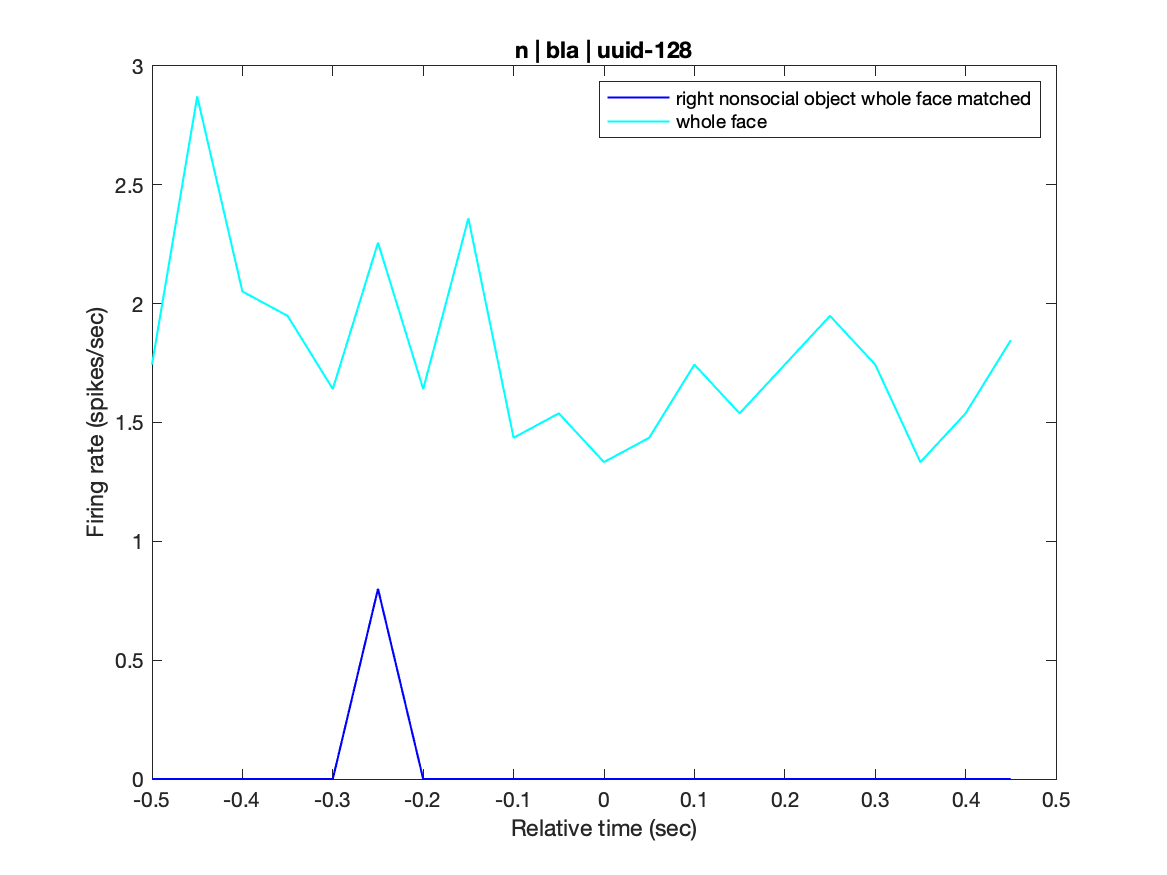 n | bla | uuid-128
right nonsocial object whole face matched
whole face
3
2.5
2
1.5
1
0.5
0
Firing rate (spikes/sec)
-0.5 -0.4 -0.3 -0.2 -0.1 0 0.1 0.2 0.3 0.4 0.5
Relative time (sec)